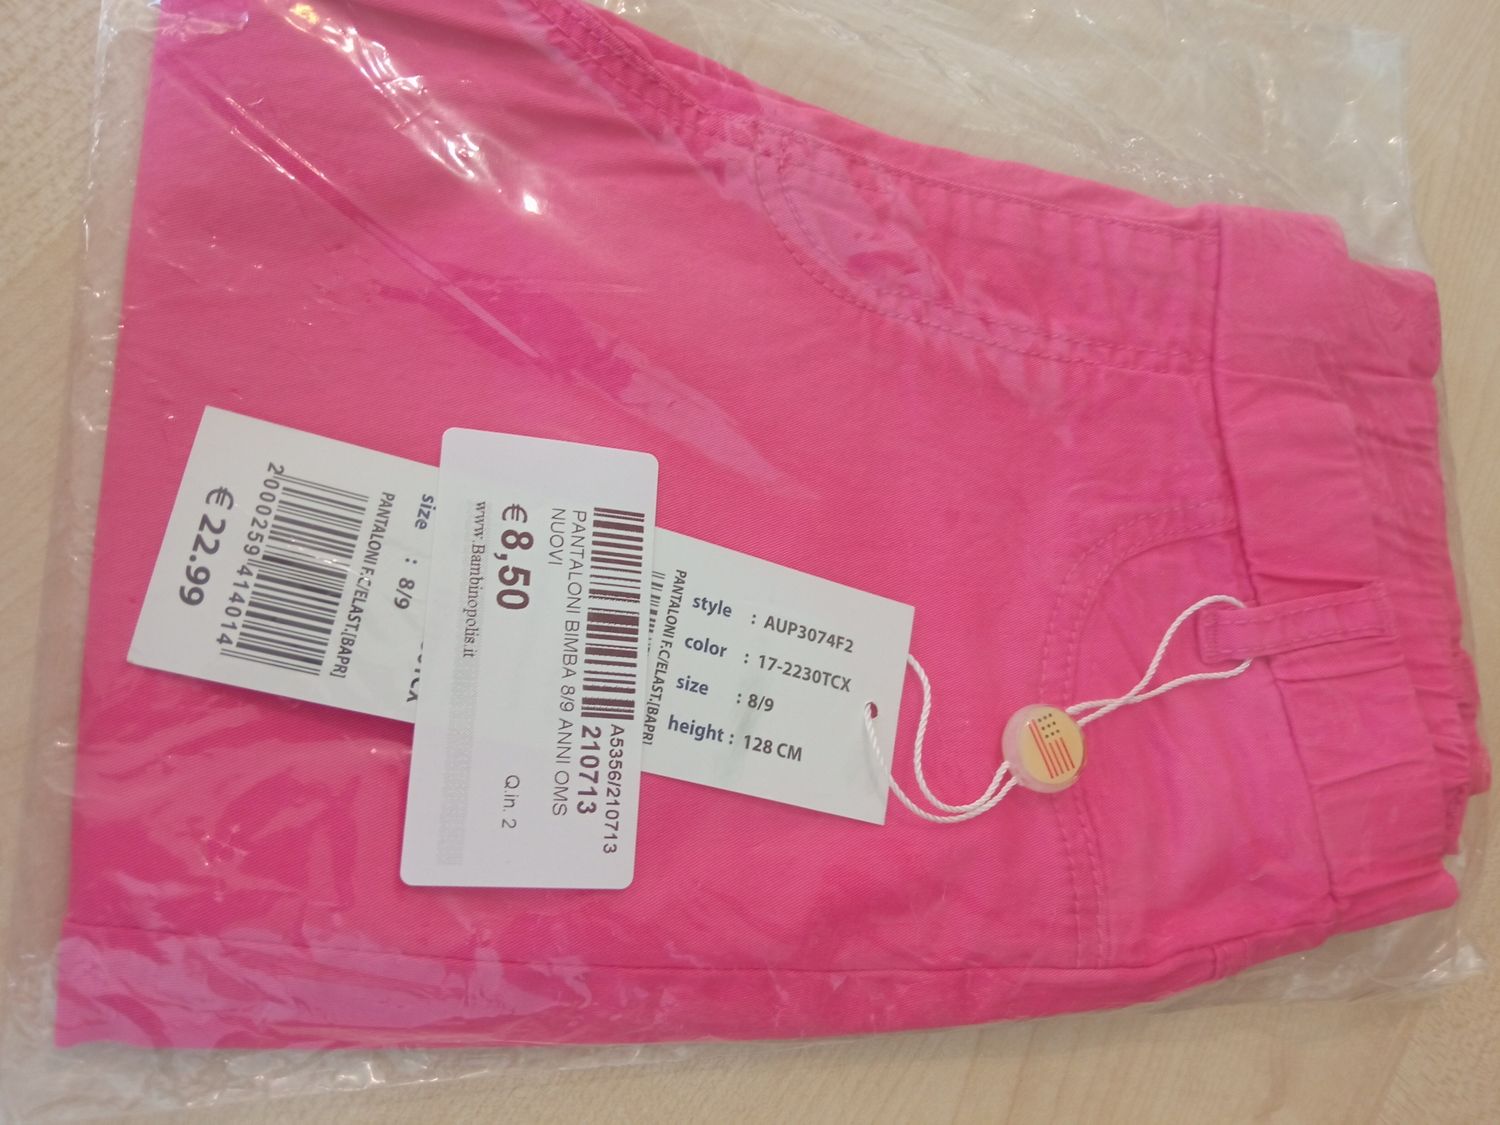 A5356/210713
210713
PANTALONI BIMBA 8/9 ANNI OMS
NUOVI
€ 8,50
Q.in. 2
www.Bambinopolis.it
style : AUP3074F2
color : 17-2230TCX
size : 8/9
height : 128 CM
PANTALONI F.C/ELAST.[BAPR]
size : 8/9
PANTALONI F.C/ELAST.[BAPR]
2000259414014
€ 22.99